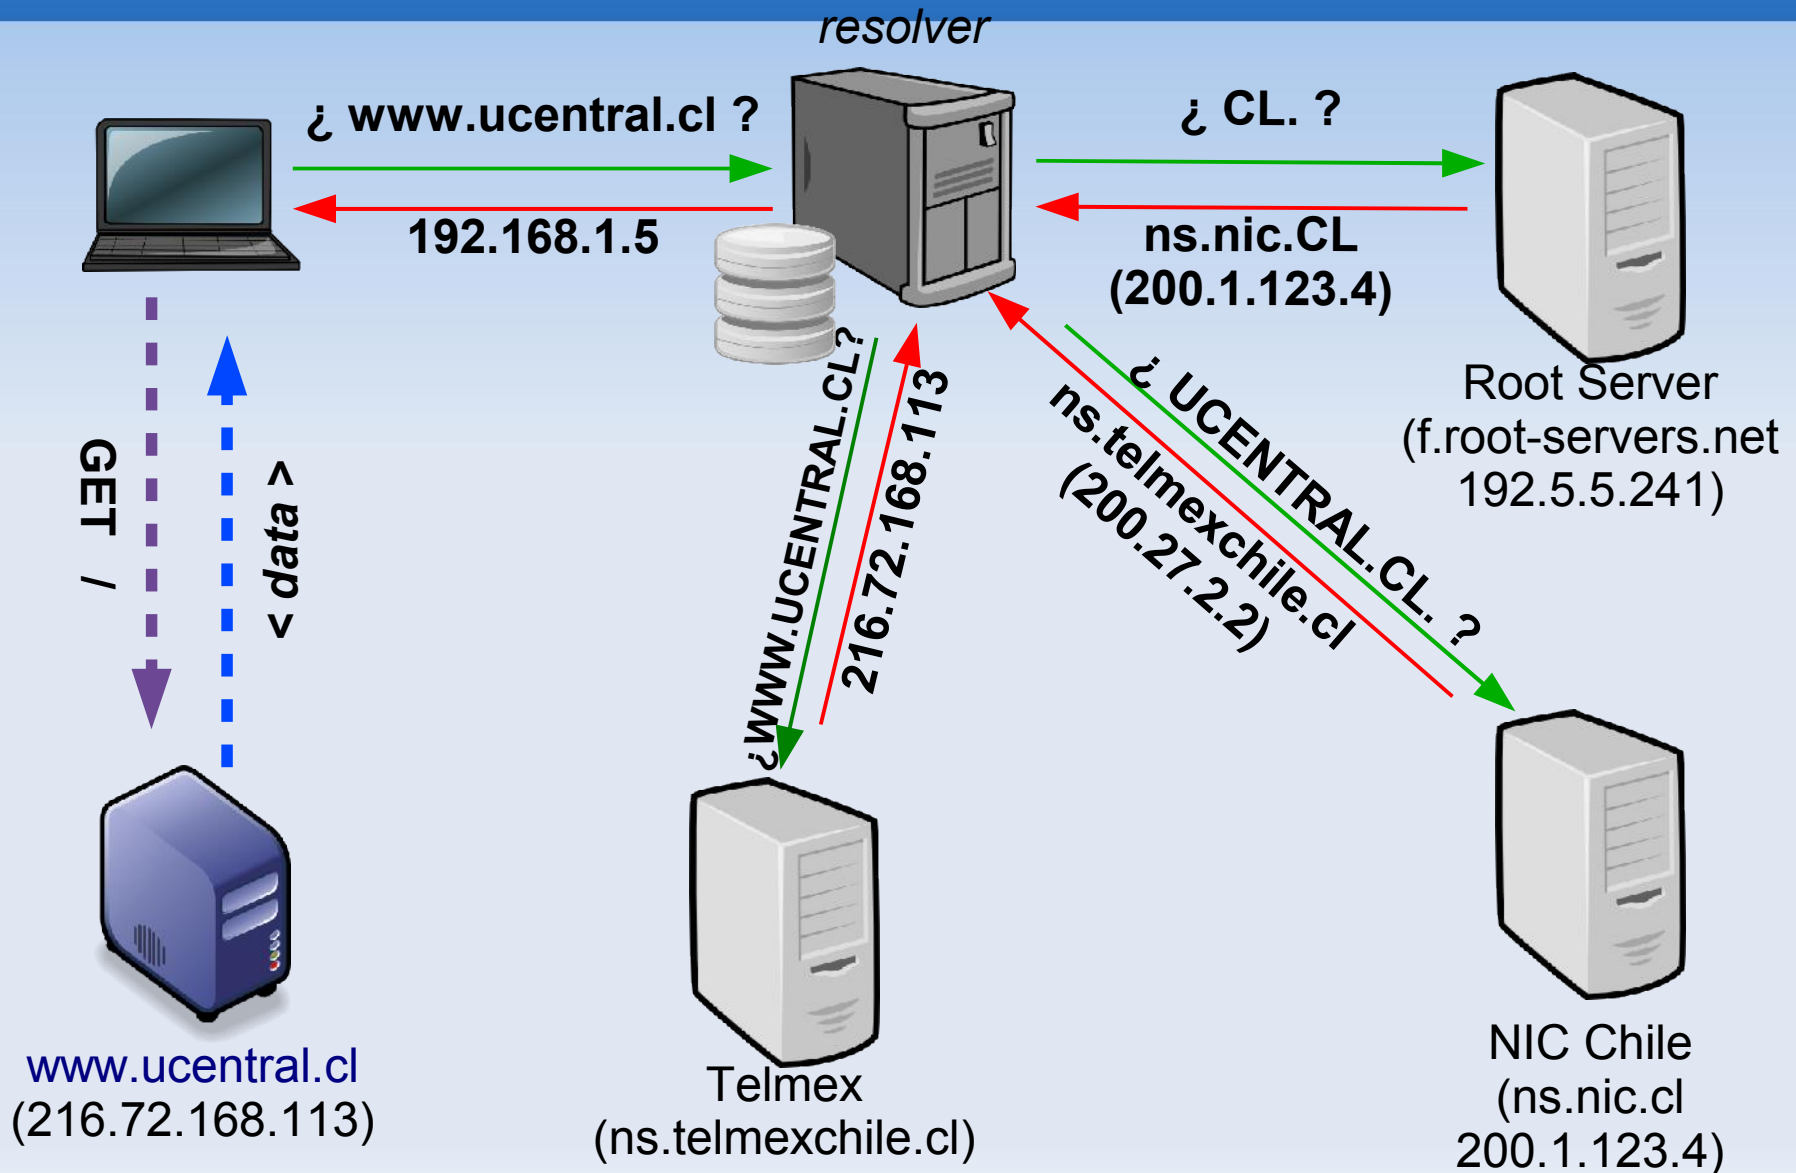 resolver
¿ www.ucentral.cl ?
192.168.1.5
¿ CL. ?
ns.nic.CL
(200.1.123.4)
Root Server
(f.root-servers.net
192.5.5.241)
¿ UCENTRAL.CL. ?
ns.telmexchile.cl
(200.27.2.2)
¿WWW.UCENTRAL.CL?
216.72.168.113
GET /
< data >
www.ucentral.cl
(216.72.168.113)
Telmex
(ns.telmexchile.cl)
NIC Chile
(ns.nic.cl
200.1.123.4)